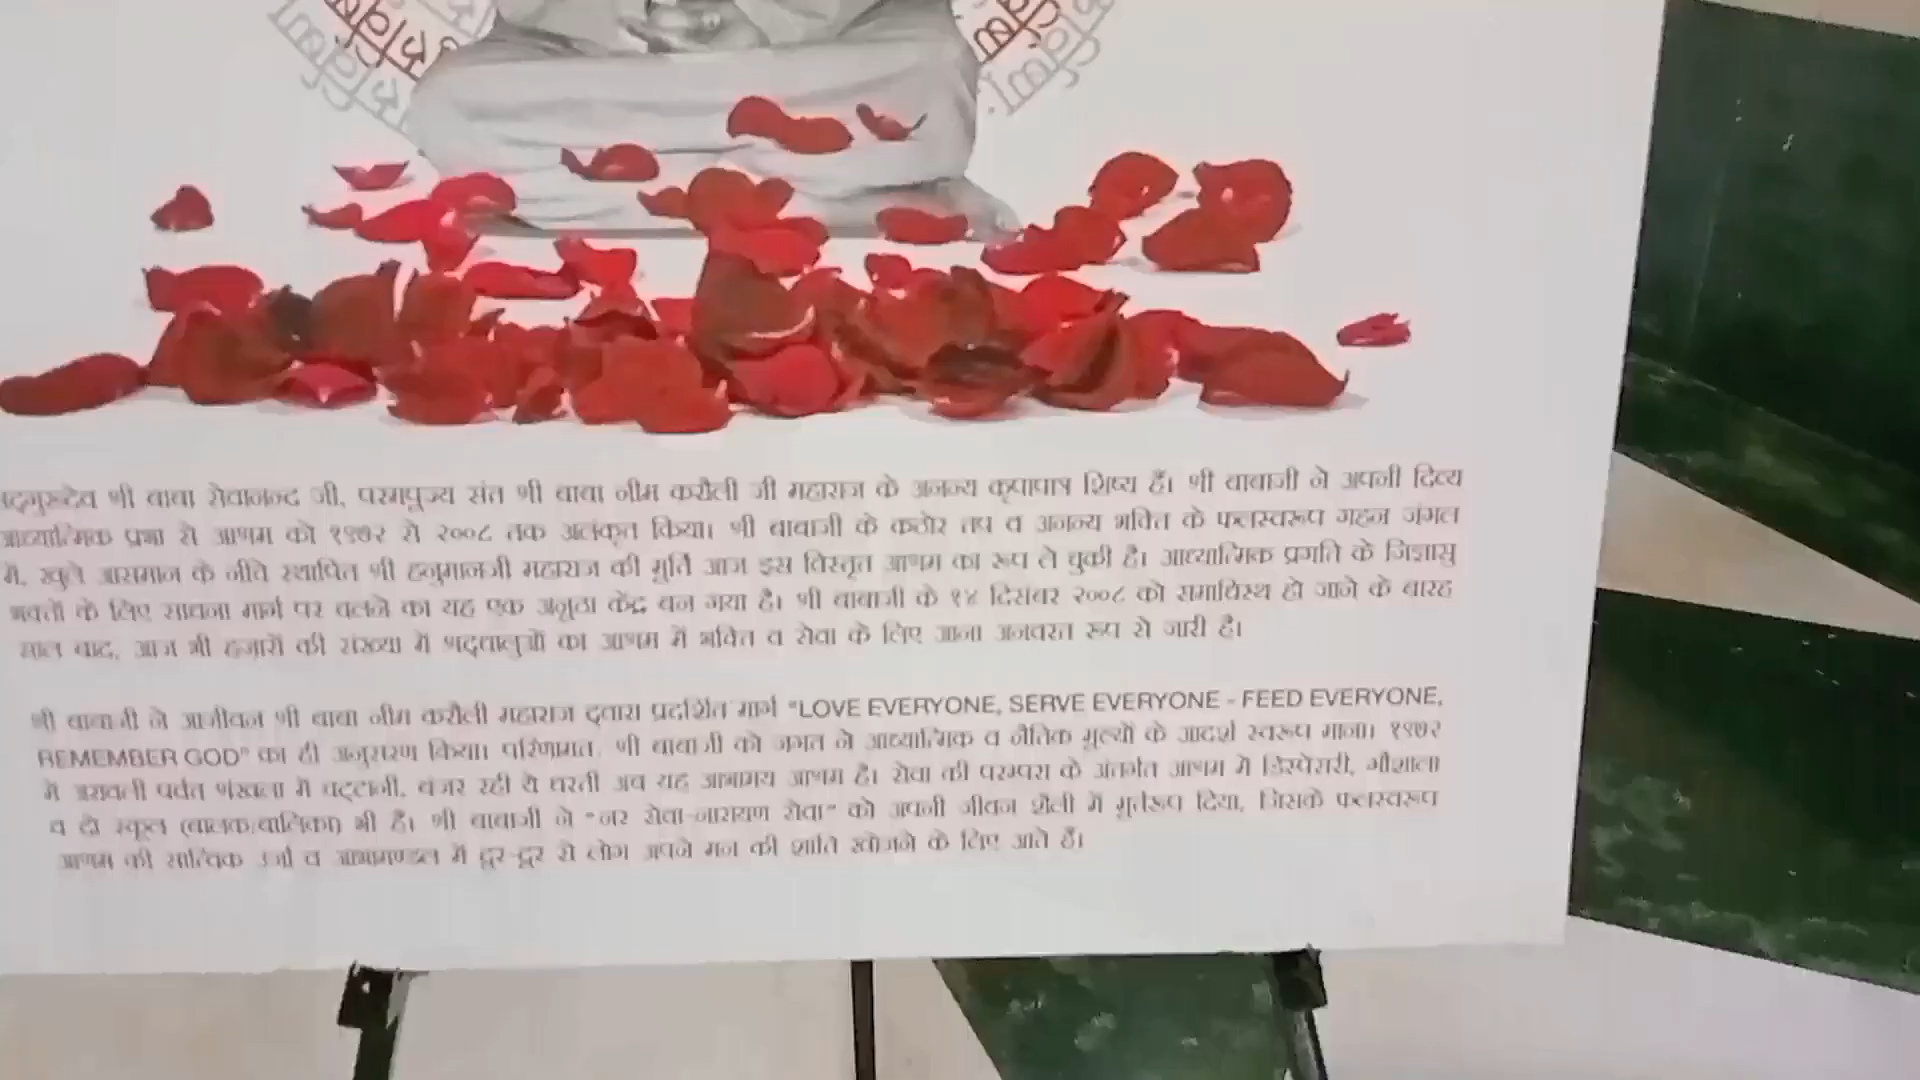 सद्गुरुदेव श्री बाबा सेवानन्द जी, परमपूज्य संत श्री बाबा नीम करौली जी महाराज के अनन्य कृपापात्र शिष्य हैं। श्री बाबाजी ने अपनी दिव्य
आध्यात्मिक प्रभा से आश्रम को १९७२ से २००८ तक अलंकृत किया। श्री बाबाजी के कठोर तप व अनन्य भक्ति के फलस्वरूप गहन जंगल
में, खुले आसमान के नीचे स्थापित श्री हनुमानजी महाराज की मूर्ति आज इस विस्तृत आश्रम का रूप ले चुकी है। आध्यात्मिक प्रगति के जिज्ञासु
भक्तों के लिए साधना मार्ग पर चलने का यह एक अनूठा केंद्र बन गया है। श्री बाबाजी के १४ दिसंबर २००८ को समाधिस्थ हो जाने के बारह
साल बाद, आज भी हजारों की संख्या में श्रद्धालुओं का आश्रम में भक्ति व सेवा के लिए आना अनवरत रूप से जारी है।
श्री बाबाजी ने आजीवन श्री बाबा नीम करौली महाराज द्वारा प्रदर्शित मार्ग "LOVE EVERYONE, SERVE EVERYONE - FEED EVERYONE,
REMEMBER GOD" का ही अनुसरण किया। परिणामत: श्री बाबाजी को जगत ने आध्यात्मिक व नैतिक मूल्यों के आदर्श स्वरूप माना। १९७२
में अरावली पर्वत शृंखला में चट्टानी, बंजर रही ये धरती अब यह आभामय आश्रम है। सेवा की परम्परा के अंतर्गत आश्रम में डिस्पेंसरी, गौशाला
व दो स्कूल (बालक/बालिका) भी हैं। श्री बाबाजी ने "नर सेवा-नारायण सेवा" को अपनी जीवन शैली में मूर्तरूप दिया, जिसके फलस्वरूप
आश्रम की सात्विक उर्जा व आभामण्डल में दूर-दूर से लोग अपने मन की शांति खोजने के लिए आते हैं।